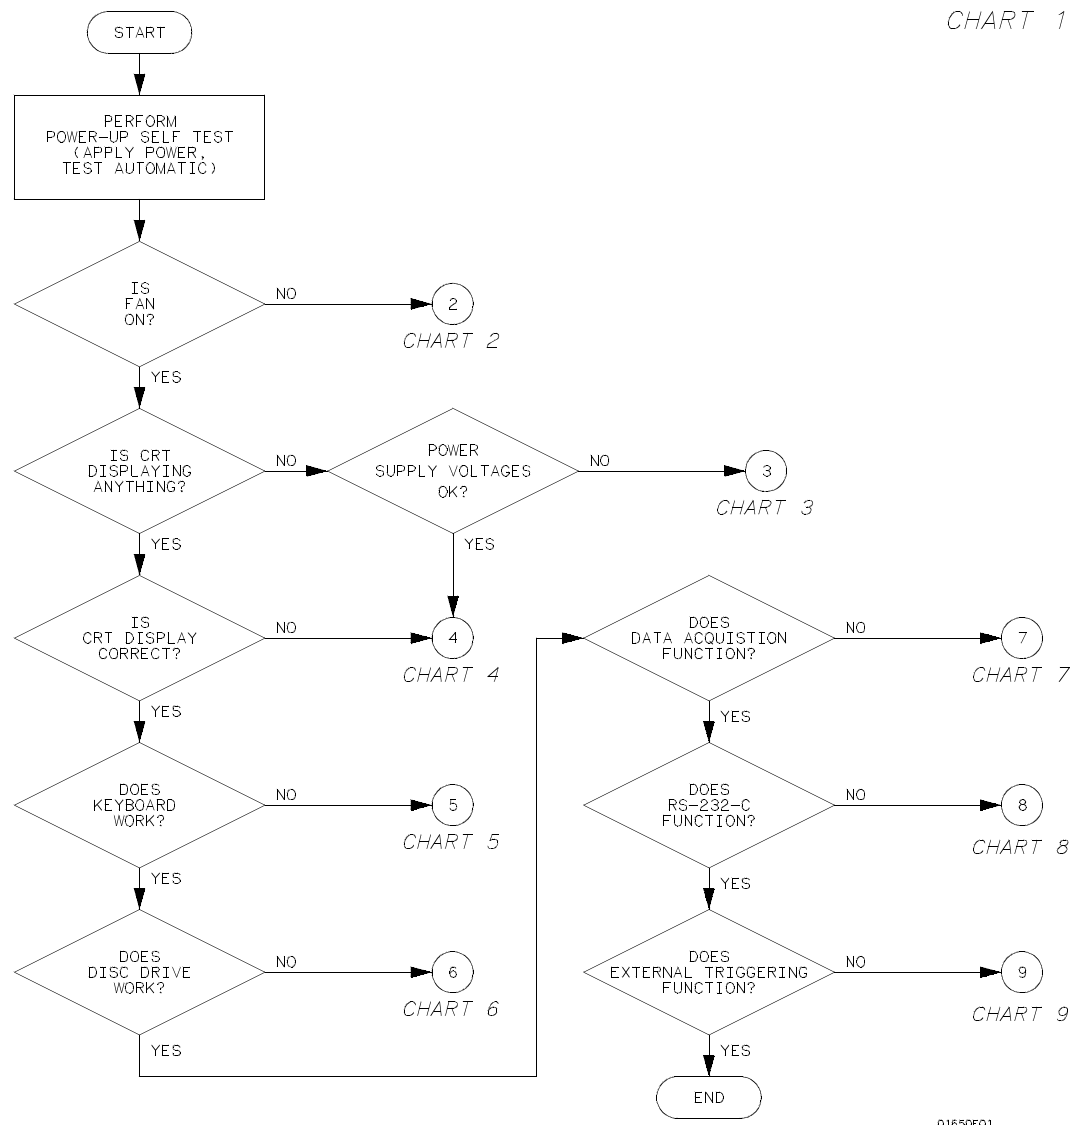 CHART 1
START
PERFORM
POWER-UP SELF TEST
(APPLY POWER,
TEST AUTOMATIC)
IS
FAN
ON?
NO
2
CHART 2
YES
IS CRT
DISPLAYING
ANYTHING?
NO
POWER
SUPPLY VOLTAGES
OK?
NO
3
CHART 3
YES
YES
IS
CRT DISPLAY
CORRECT?
NO
4
CHART 4
YES
DOES
KEYBOARD
WORK?
NO
5
CHART 5
YES
DOES
DISC DRIVE
WORK?
NO
6
CHART 6
YES
DOES
DATA ACQUISTION
FUNCTION?
NO
7
CHART 7
YES
DOES
RS-232-C
FUNCTION?
NO
8
CHART 8
YES
DOES
EXTERNAL TRIGGERING
FUNCTION?
NO
9
CHART 9
YES
END